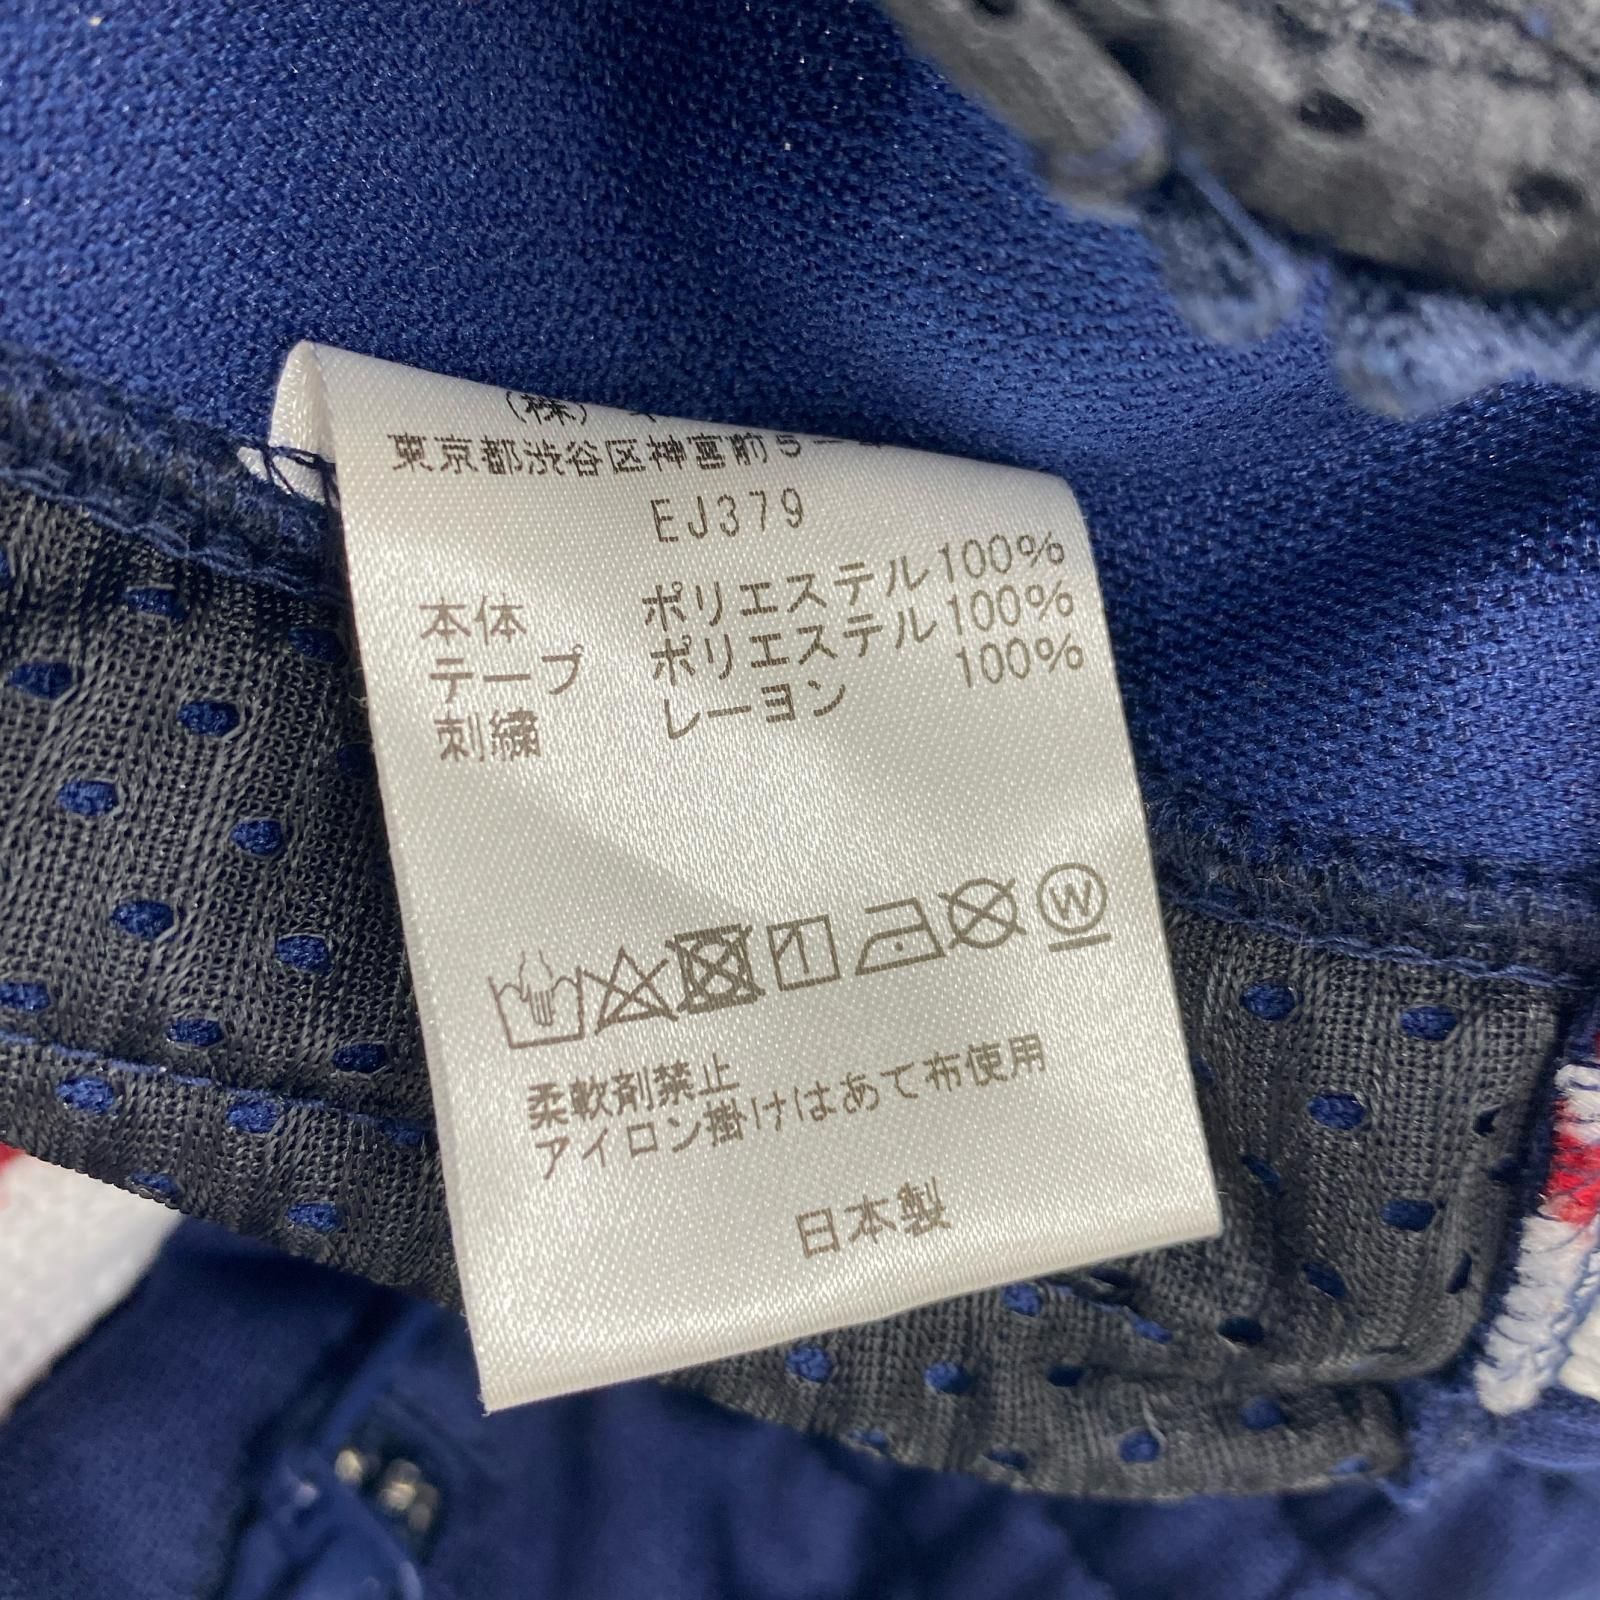 (株)
東京都渋谷区神宮前5-
EJ379
本体 ポリエステル100%
テープ ポリエステル100%
刺繍 レーヨン 100%
W
柔軟剤禁止
アイロン掛けはあて布使用
日本製